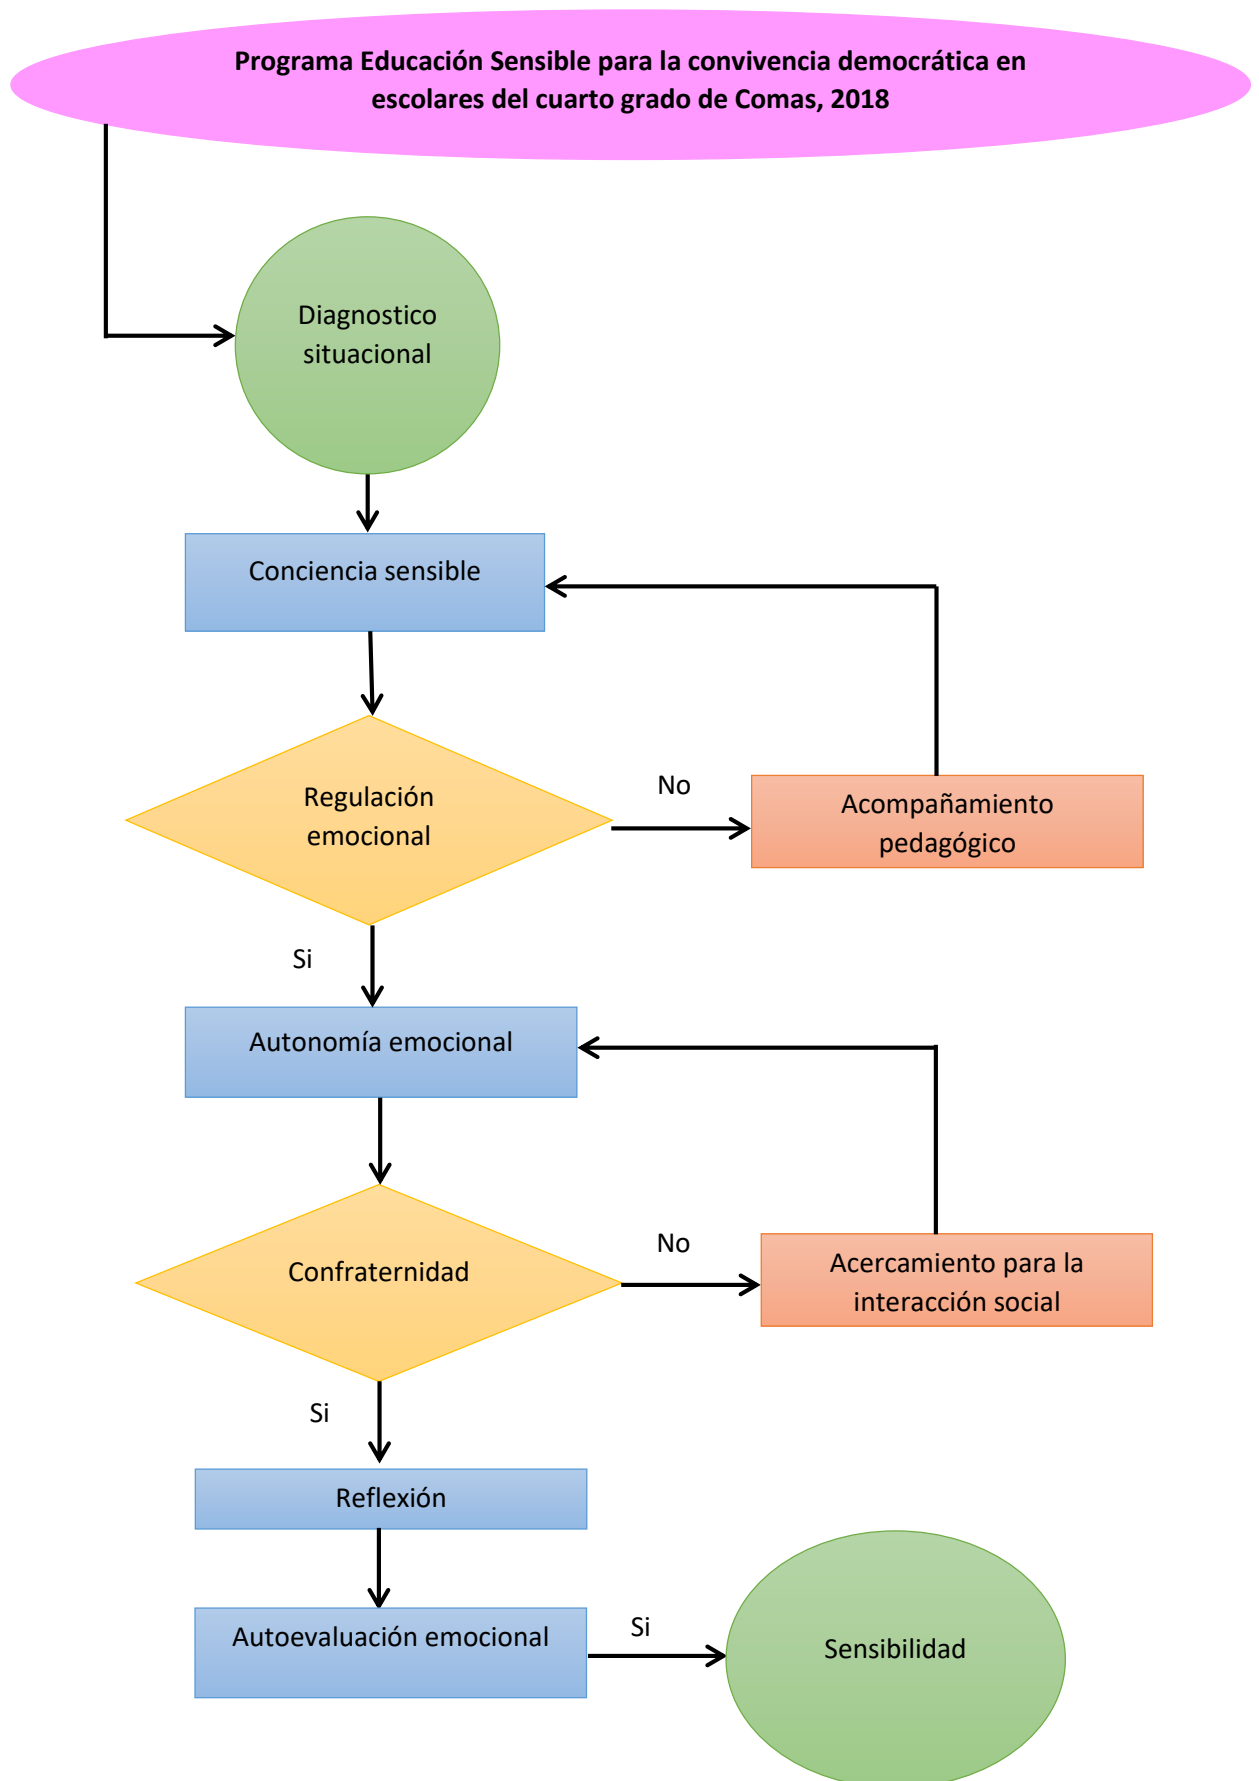 Programa Educación Sensible para la convivencia democrática en
escolares del cuarto grado de Comas, 2018
Diagnostico
situacional
Conciencia sensible
Regulación
emocional
No
Acompañamiento
pedagógico
Si
Autonomía emocional
Confraternidad
No
Acercamiento para la
interacción social
Si
Reflexión
Autoevaluación emocional
Si
Sensibilidad